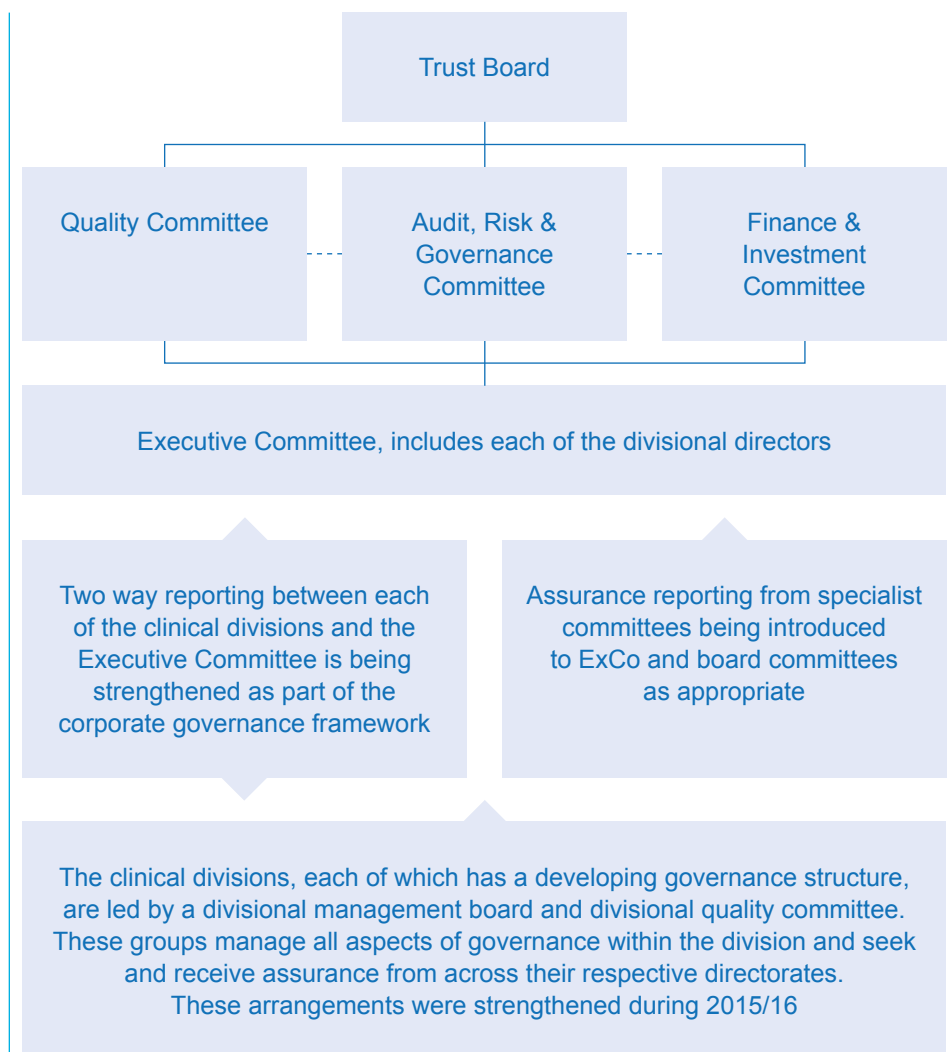 Trust Board
Quality Committee
Audit, Risk &
Governance
Committee
Finance &
Investment
Committee
Executive Committee, includes each of the divisional directors
Two way reporting between each
of the clinical divisions and the
Executive Committee is being
strengthened as part of the
corporate governance framework
Assurance reporting from specialist
committees being introduced
to ExCo and board committees
as appropriate
The clinical divisions, each of which has a developing governance structure,
are led by a divisional management board and divisional quality committee.
These groups manage all aspects of governance within the division and seek
and receive assurance from across their respective directorates.
These arrangements were strengthened during 2015/16